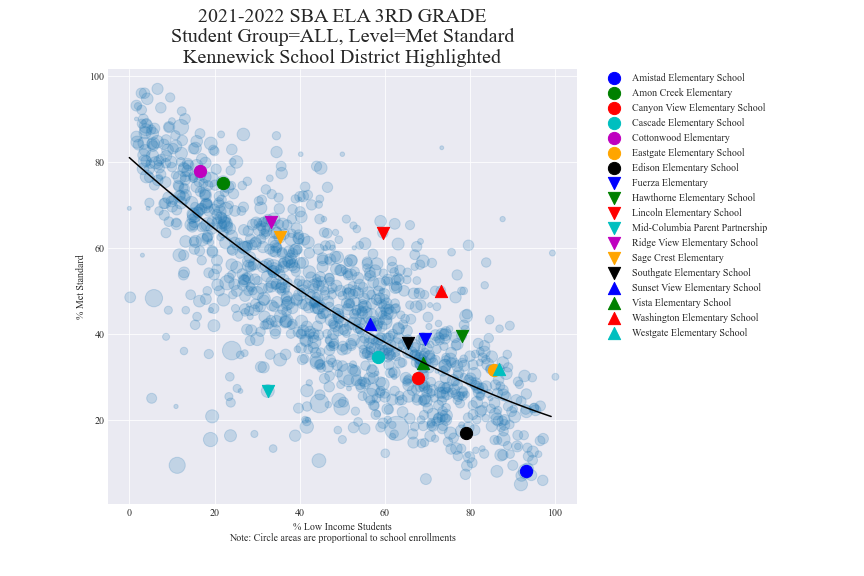 2021-2022 SBA ELA 3RD GRADE
Student Group=ALL, Level=Met Standard
Kennewick School District Highlighted
% Met Standard
100
80
60
40
20
0
20
40
60
80
100
% Low Income Students
Note: Circle areas are proportional to school enrollments
Amistad Elementary School
Amon Creek Elementary
Canyon View Elementary School
Cascade Elementary School
Cottonwood Elementary
Eastgate Elementary School
Edison Elementary School
Fuerza Elementary
Hawthorne Elementary School
Lincoln Elementary School
Mid-Columbia Parent Partnership
Ridge View Elementary School
Sage Crest Elementary
Southgate Elementary School
Sunset View Elementary School
Vista Elementary School
Washington Elementary School
Westgate Elementary School